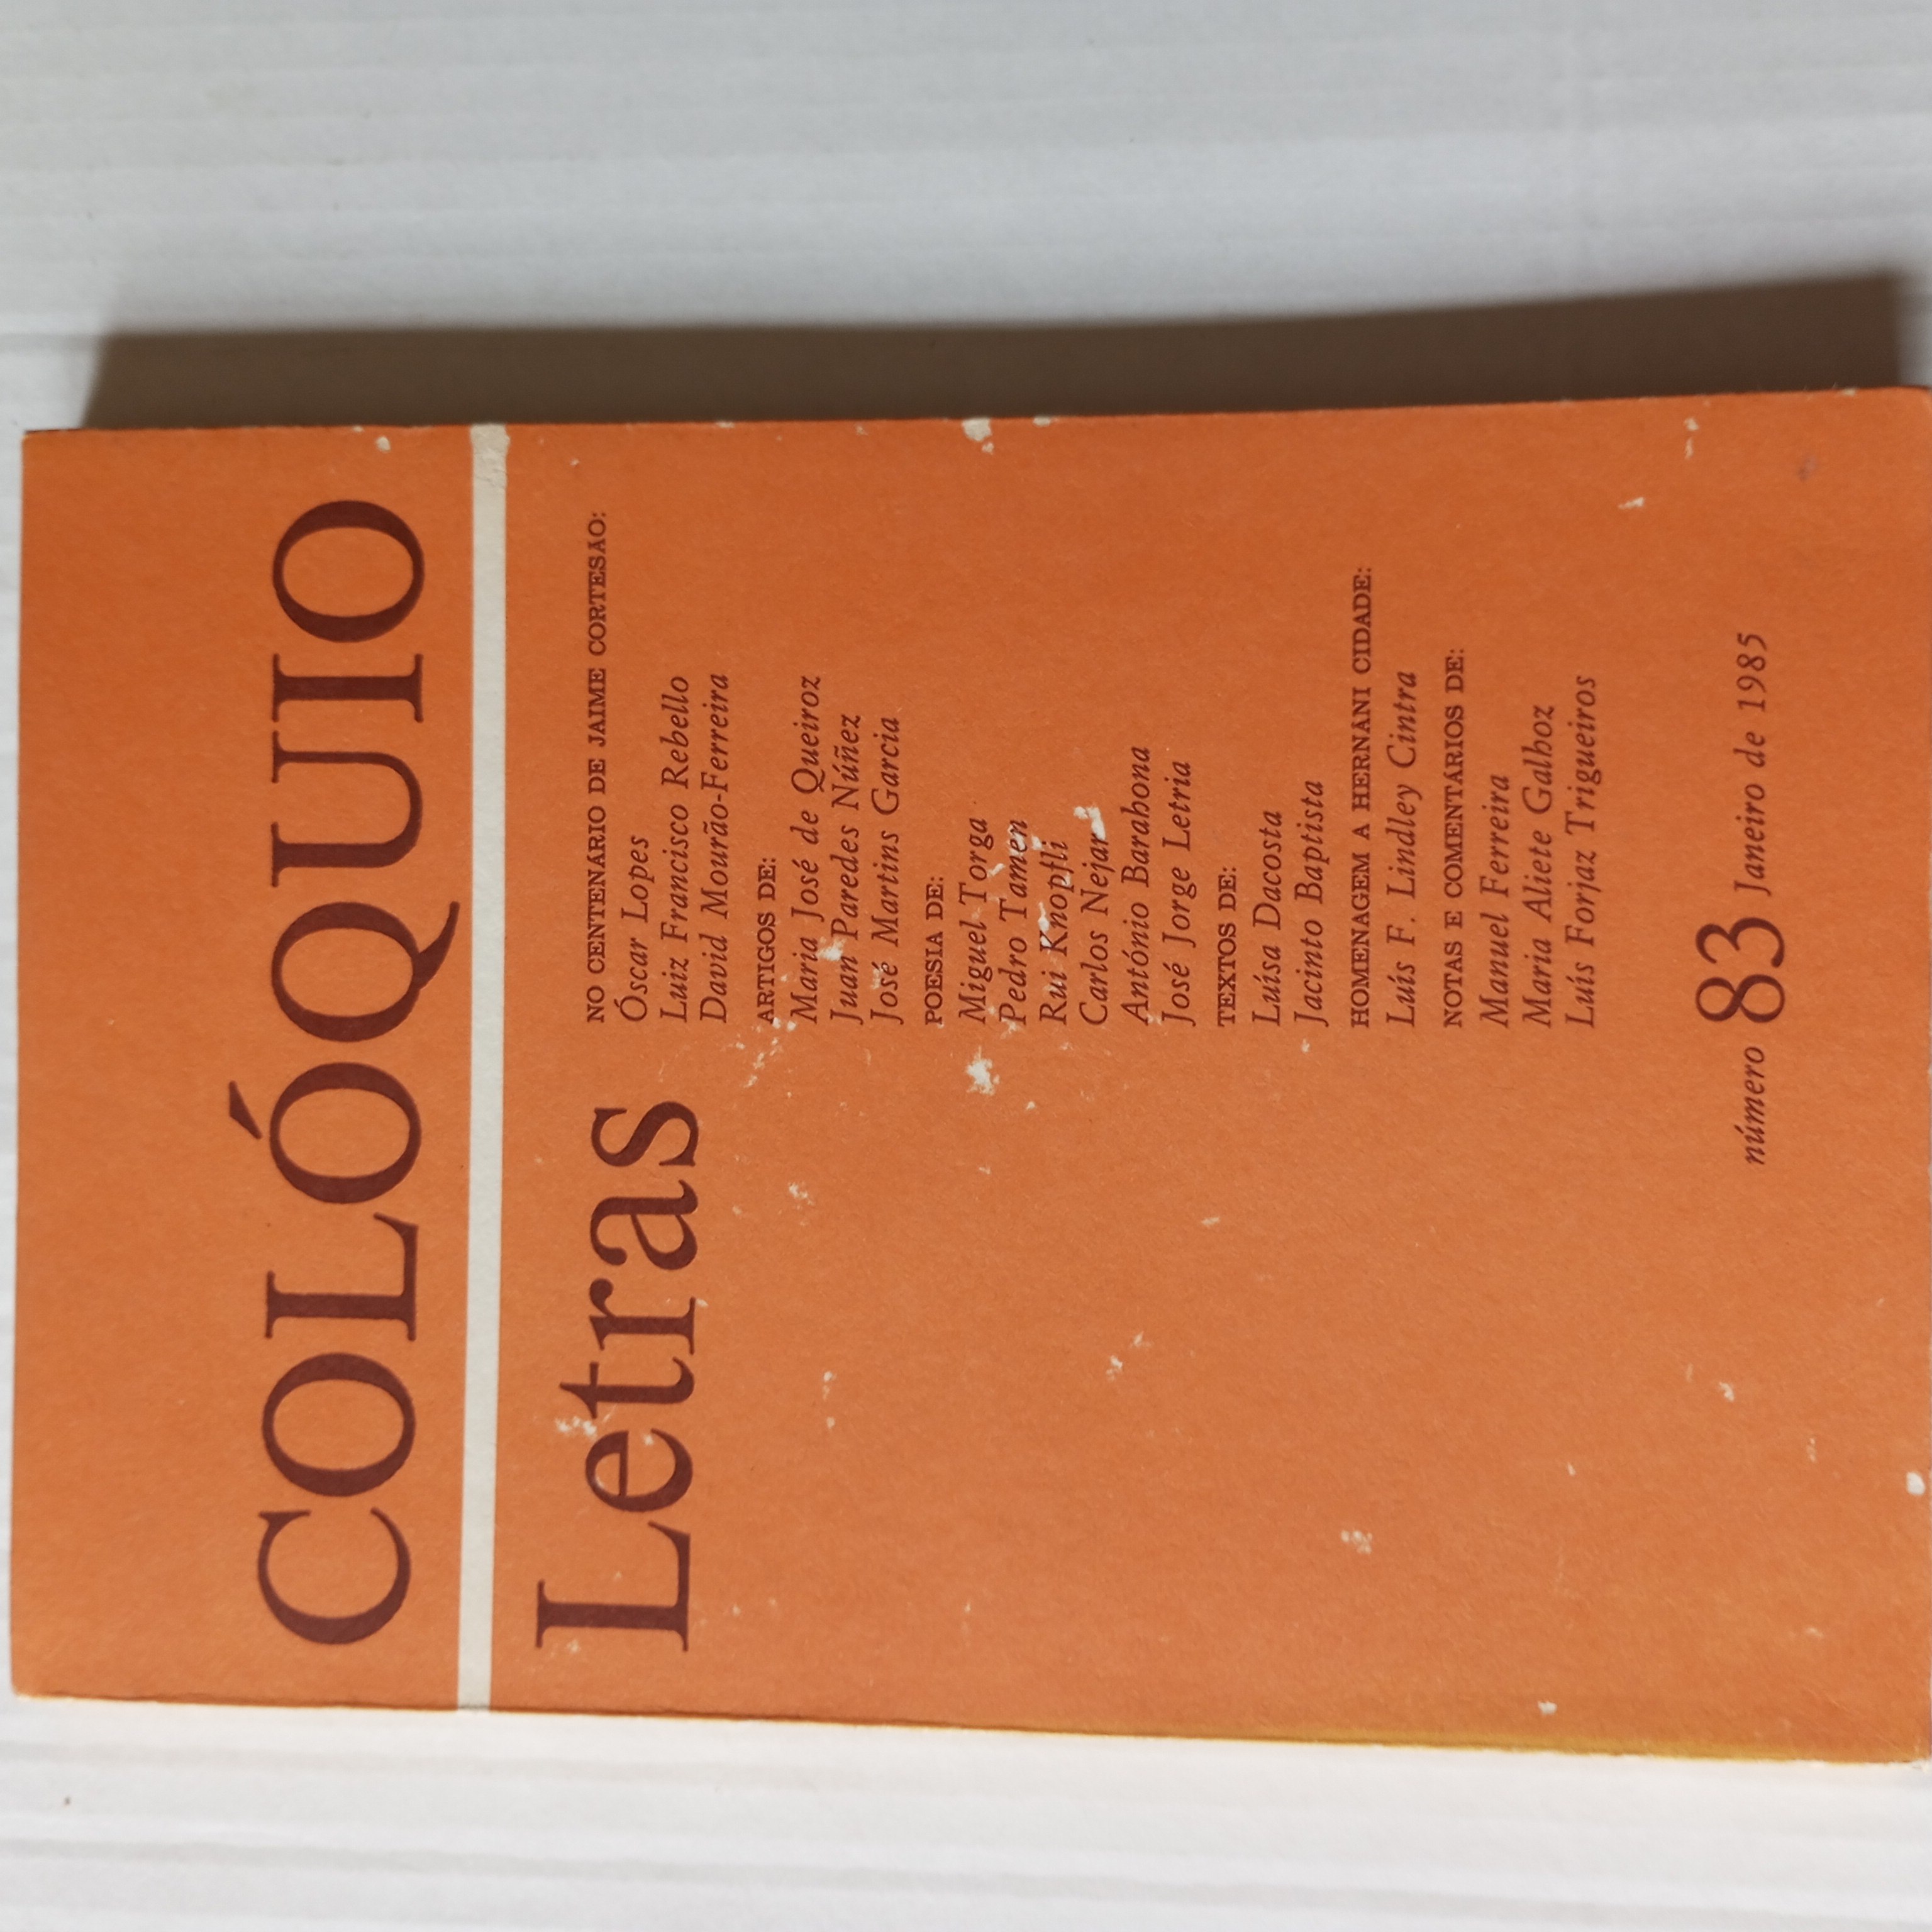 COLÓQUIO
Letras
NO CENTENÁRIO DE JAIME CORTESÃO:
Óscar Lopes
Luiz Francisco Rebello
David Mourão-Ferreira
ARTIGOS DE:
Maria José de Queiroz
Juan Paredes Núñez
José Martins Garcia
POESIA DE:
Miguel Torga
Pedro Tamen
Rui Knopfli
Carlos Nejar
António Barahona
José Jorge Letria
TEXTOS DE:
Luísa Dacosta
Jacinto Baptista
HOMENAGEM A HERNÂNI CIDADE:
Luís F. Lindley Cintra
NOTAS E COMENTÁRIOS DE:
Manuel Ferreira
Maria Aliete Galhoz
Luís Forjaz Trigueiros
número 83 Janeiro de 1985